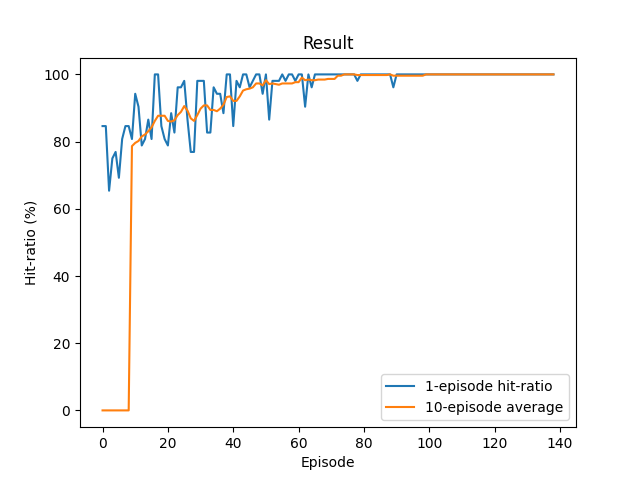 Result
Hit-ratio (%)
100
80
60
40
20
0
1-episode hit-ratio
10-episode average
0 20 40 60 80 100 120 140
Episode